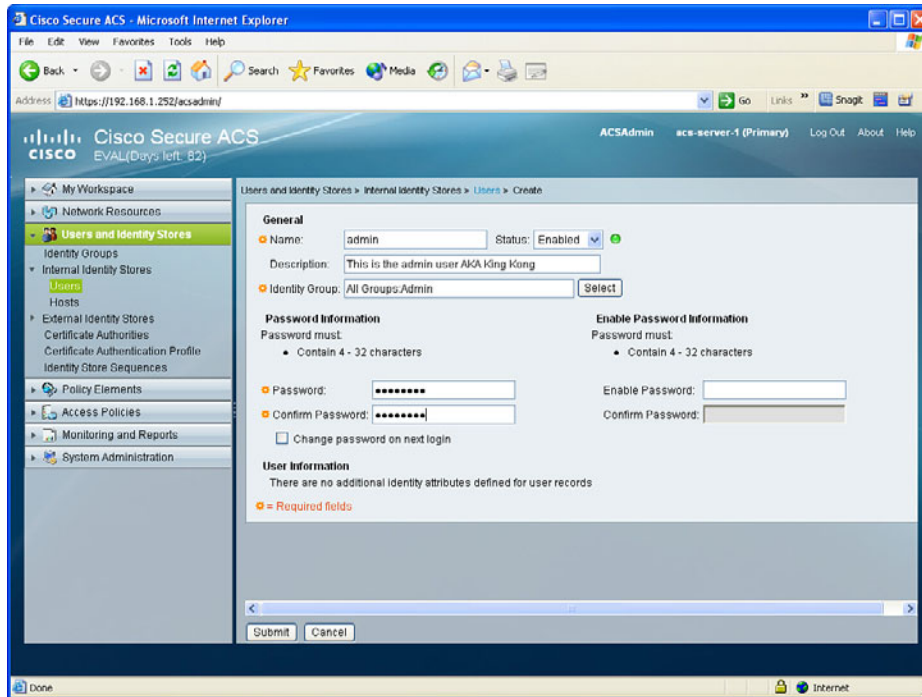 Cisco Secure ACS - Microsoft Internet Explorer
File Edit View Favorites Tools Help
Back Search Favorites Media
Address https://192.168.1.252/acsadmin/ Go Links » SnagIt
CISCO Cisco Secure ACS ACSAdmin acs-server-1 (Primary) Log Out About Help
EVAL(Days left: 82)
My Workspace
Network Resources
Users and Identity Stores
Identity Groups
Internal Identity Stores
Users
Hosts
External Identity Stores
Certificate Authorities
Certificate Authentication Profile
Identity Store Sequences
Policy Elements
Access Policies
Monitoring and Reports
System Administration
Users and Identity Stores > Internal Identity Stores > Users > Create
General
Name: admin Status: Enabled
Description: This is the admin user AKA King Kong
Identity Group: All Groups:Admin Select
Password Information Enable Password Information
Password must: Password must:
• Contain 4 - 32 characters • Contain 4 - 32 characters
Password: •••••••• Enable Password:
Confirm Password: •••••••• Confirm Password:
Change password on next login
User Information
There are no additional identity attributes defined for user records
= Required fields
Submit Cancel
Done Internet